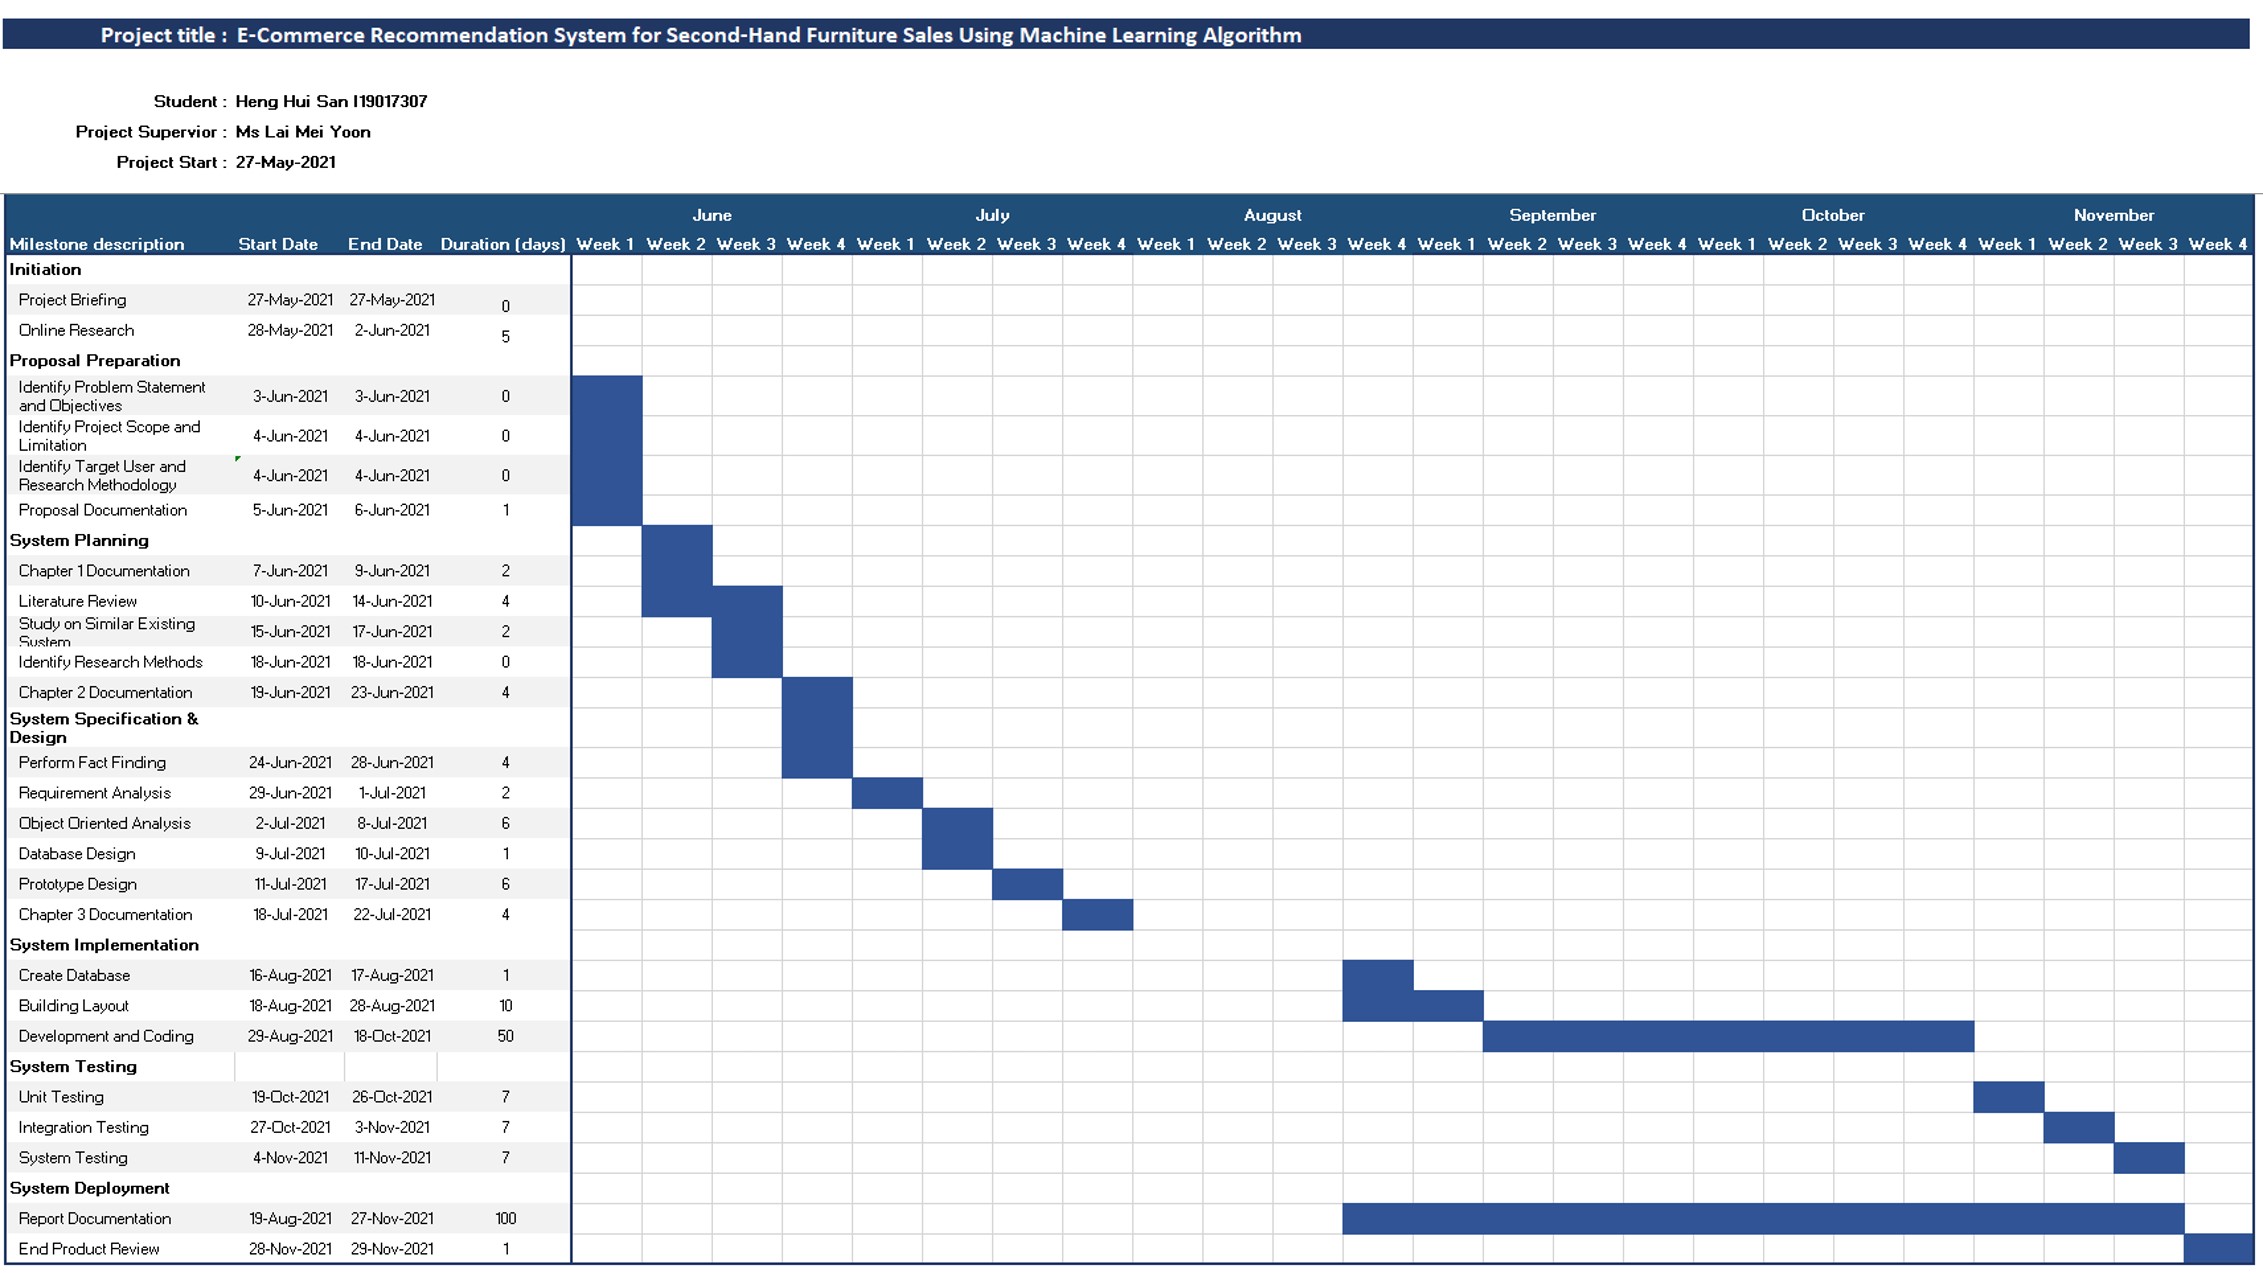 Project title : E-Commerce Recommendation System for Second-Hand Furniture Sales Using Machine Learning Algorithm
Student : Heng Hui San I19017307
Project Supervior : Ms Lai Mei Yoon
Project Start : 27-May-2021
June July August September October November
Milestone description Start Date End Date Duration (days) Week 1 Week 2 Week 3 Week 4 Week 1 Week 2 Week 3 Week 4 Week 1 Week 2 Week 3 Week 4 Week 1 Week 2 Week 3 Week 4 Week 1 Week 2 Week 3 Week 4 Week 1 Week 2 Week 3 Week 4
Initiation
Project Briefing 27-May-2021 27-May-2021 0
Online Research 28-May-2021 2-Jun-2021 5
Proposal Preparation
Identify Problem Statement
and Objectives 3-Jun-2021 3-Jun-2021 0
Identify Project Scope and
Limitation 4-Jun-2021 4-Jun-2021 0
Identify Target User and
Research Methodology 4-Jun-2021 4-Jun-2021 0
Proposal Documentation 5-Jun-2021 6-Jun-2021 1
System Planning
Chapter 1 Documentation 7-Jun-2021 9-Jun-2021 2
Literature Review 10-Jun-2021 14-Jun-2021 4
Study on Similar Existing
System 15-Jun-2021 17-Jun-2021 2
Identify Research Methods 18-Jun-2021 18-Jun-2021 0
Chapter 2 Documentation 19-Jun-2021 23-Jun-2021 4
System Specification &
Design
Perform Fact Finding 24-Jun-2021 28-Jun-2021 4
Requirement Analysis 29-Jun-2021 1-Jul-2021 2
Object Oriented Analysis 2-Jul-2021 8-Jul-2021 6
Database Design 9-Jul-2021 10-Jul-2021 1
Prototype Design 11-Jul-2021 17-Jul-2021 6
Chapter 3 Documentation 18-Jul-2021 22-Jul-2021 4
System Implementation
Create Database 16-Aug-2021 17-Aug-2021 1
Building Layout 18-Aug-2021 28-Aug-2021 10
Development and Coding 29-Aug-2021 18-Oct-2021 50
System Testing
Unit Testing 19-Oct-2021 26-Oct-2021 7
Integration Testing 27-Oct-2021 3-Nov-2021 7
System Testing 4-Nov-2021 11-Nov-2021 7
System Deployment
Report Documentation 19-Aug-2021 27-Nov-2021 100
End Product Review 28-Nov-2021 29-Nov-2021 1